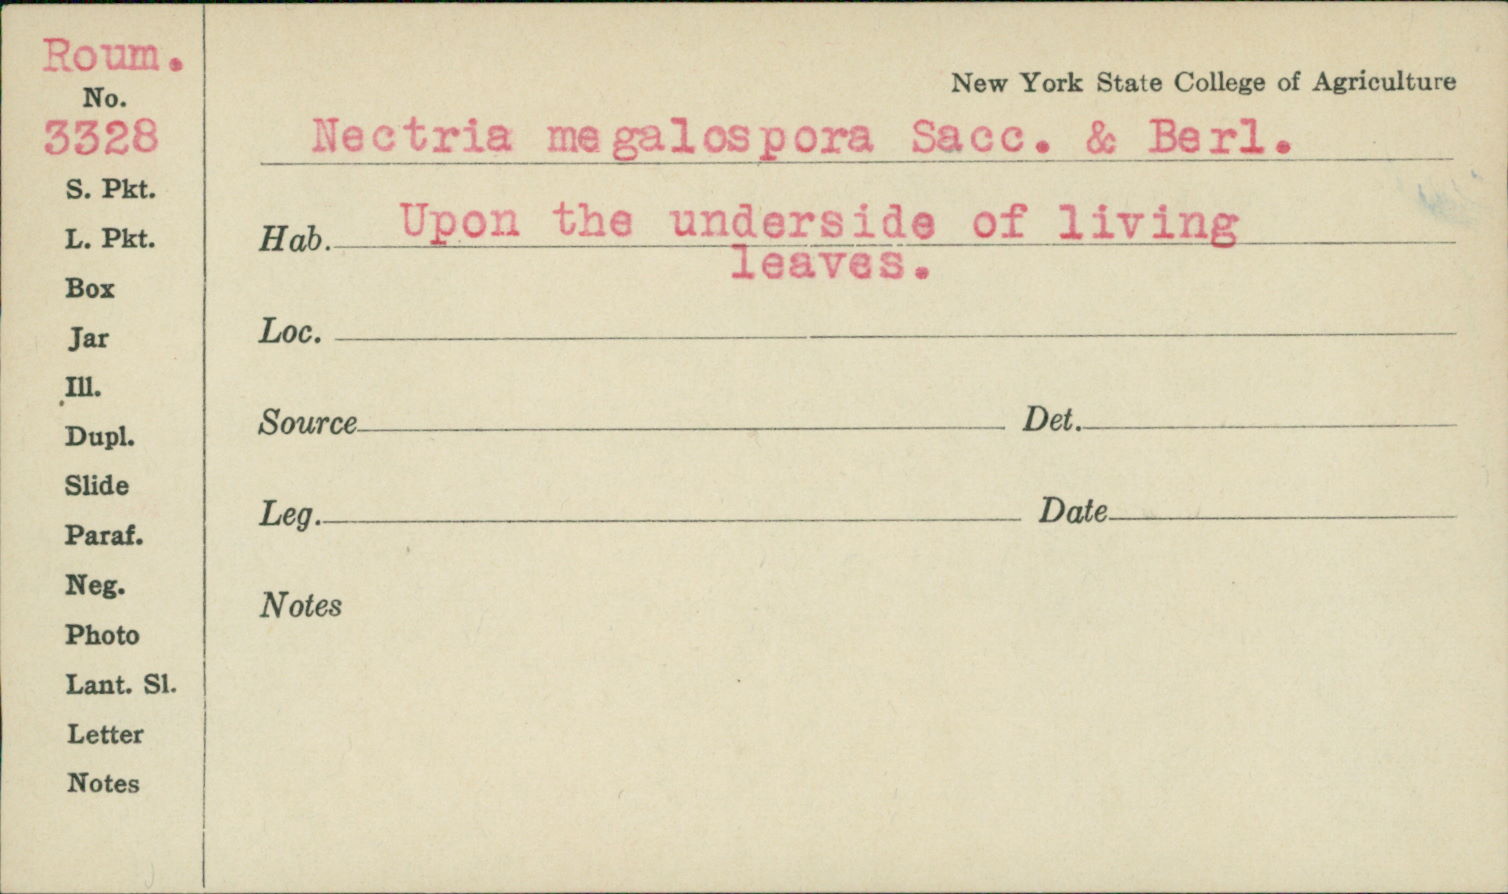 Roum.
No.
3328
S. Pkt.
L. Pkt.
Box
Jar
Ill.
Dupl.
Slide
Paraf.
Neg.
Photo
Lant. Sl.
Letter
Notes
New York State College of Agriculture
Nectria megalospora Sacc. & Berl.
Hab. Upon the underside of living
leaves.
Loc.
Source Det.
Leg. Date
Notes